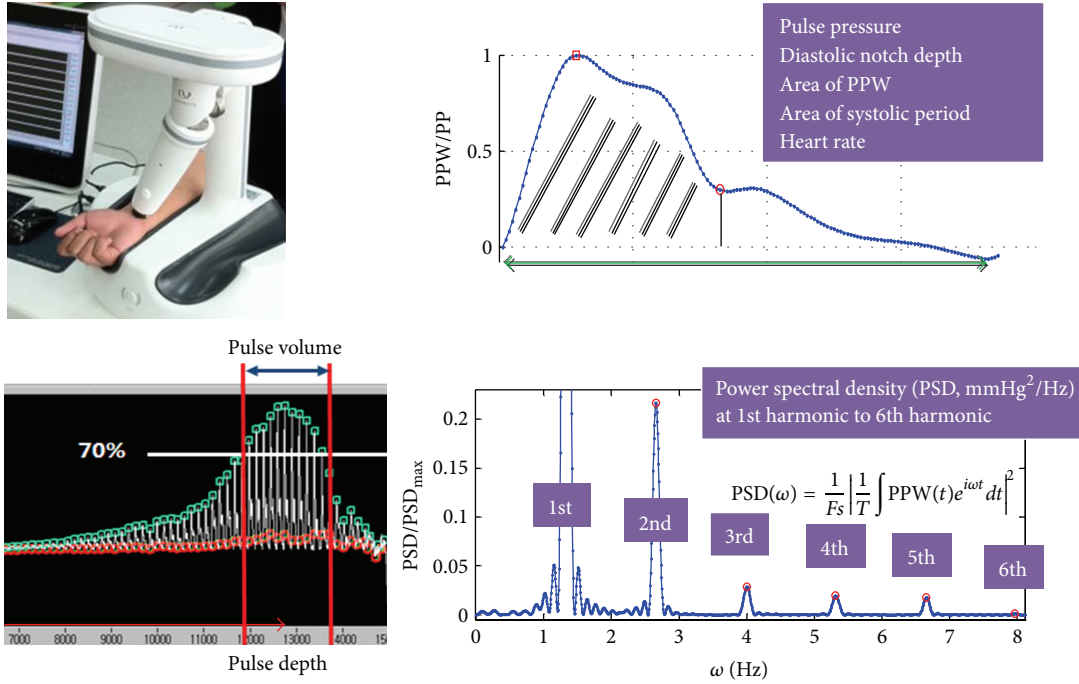 Pulse pressure
Diastolic notch depth
Area of PPW
Area of systolic period
Heart rate
PPW/PP
1
0.5
0
Pulse volume
70%
7000 8000 9000 10000 11000 12000 13000 4000 15
Pulse depth
Power spectral density (PSD, mmHg²/Hz)
at 1st harmonic to 6th harmonic
PSD(ω) = 1/Fs |1/T ∫ PPW(t)e^{iωt} dt|²
PSD/PSD_max
0.2
0.15
0.1
0.05
0
1st
2nd
3rd
4th
5th
6th
0 1 2 3 4 5 6 7 8
ω (Hz)